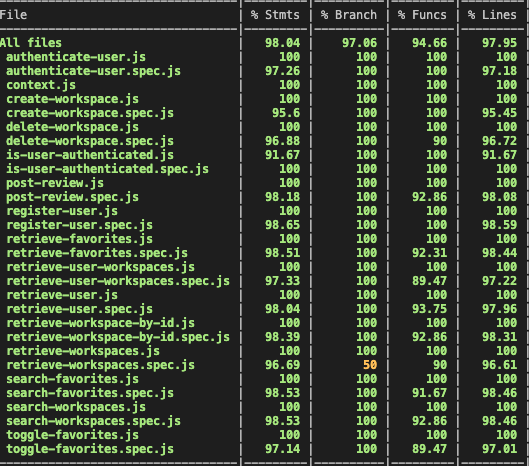 File | % Stmts | % Branch | % Funcs | % Lines |
All files | 98.04 | 97.06 | 94.66 | 97.95 |
authenticate-user.js | 100 | 100 | 100 | 100 |
authenticate-user.spec.js | 97.26 | 100 | 100 | 97.18 |
context.js | 100 | 100 | 100 | 100 |
create-workspace.js | 100 | 100 | 100 | 100 |
create-workspace.spec.js | 95.6 | 100 | 100 | 95.45 |
delete-workspace.js | 100 | 100 | 100 | 100 |
delete-workspace.spec.js | 96.88 | 100 | 90 | 96.72 |
is-user-authenticated.js | 91.67 | 100 | 100 | 91.67 |
is-user-authenticated.spec.js | 100 | 100 | 100 | 100 |
post-review.js | 100 | 100 | 100 | 100 |
post-review.spec.js | 98.18 | 100 | 92.86 | 98.08 |
register-user.js | 100 | 100 | 100 | 100 |
register-user.spec.js | 98.65 | 100 | 100 | 98.59 |
retrieve-favorites.js | 100 | 100 | 100 | 100 |
retrieve-favorites.spec.js | 98.51 | 100 | 92.31 | 98.44 |
retrieve-user-workspaces.js | 100 | 100 | 100 | 100 |
retrieve-user-workspaces.spec.js | 97.33 | 100 | 89.47 | 97.22 |
retrieve-user.js | 100 | 100 | 100 | 100 |
retrieve-user.spec.js | 98.04 | 100 | 93.75 | 97.96 |
retrieve-workspace-by-id.js | 100 | 100 | 100 | 100 |
retrieve-workspace-by-id.spec.js | 98.39 | 100 | 92.86 | 98.31 |
retrieve-workspaces.js | 100 | 100 | 100 | 100 |
retrieve-workspaces.spec.js | 96.69 | 50 | 90 | 96.61 |
search-favorites.js | 100 | 100 | 100 | 100 |
search-favorites.spec.js | 98.53 | 100 | 91.67 | 98.46 |
search-workspaces.js | 100 | 100 | 100 | 100 |
search-workspaces.spec.js | 98.53 | 100 | 92.86 | 98.46 |
toggle-favorites.js | 100 | 100 | 100 | 100 |
toggle-favorites.spec.js | 97.14 | 100 | 89.47 | 97.01 |